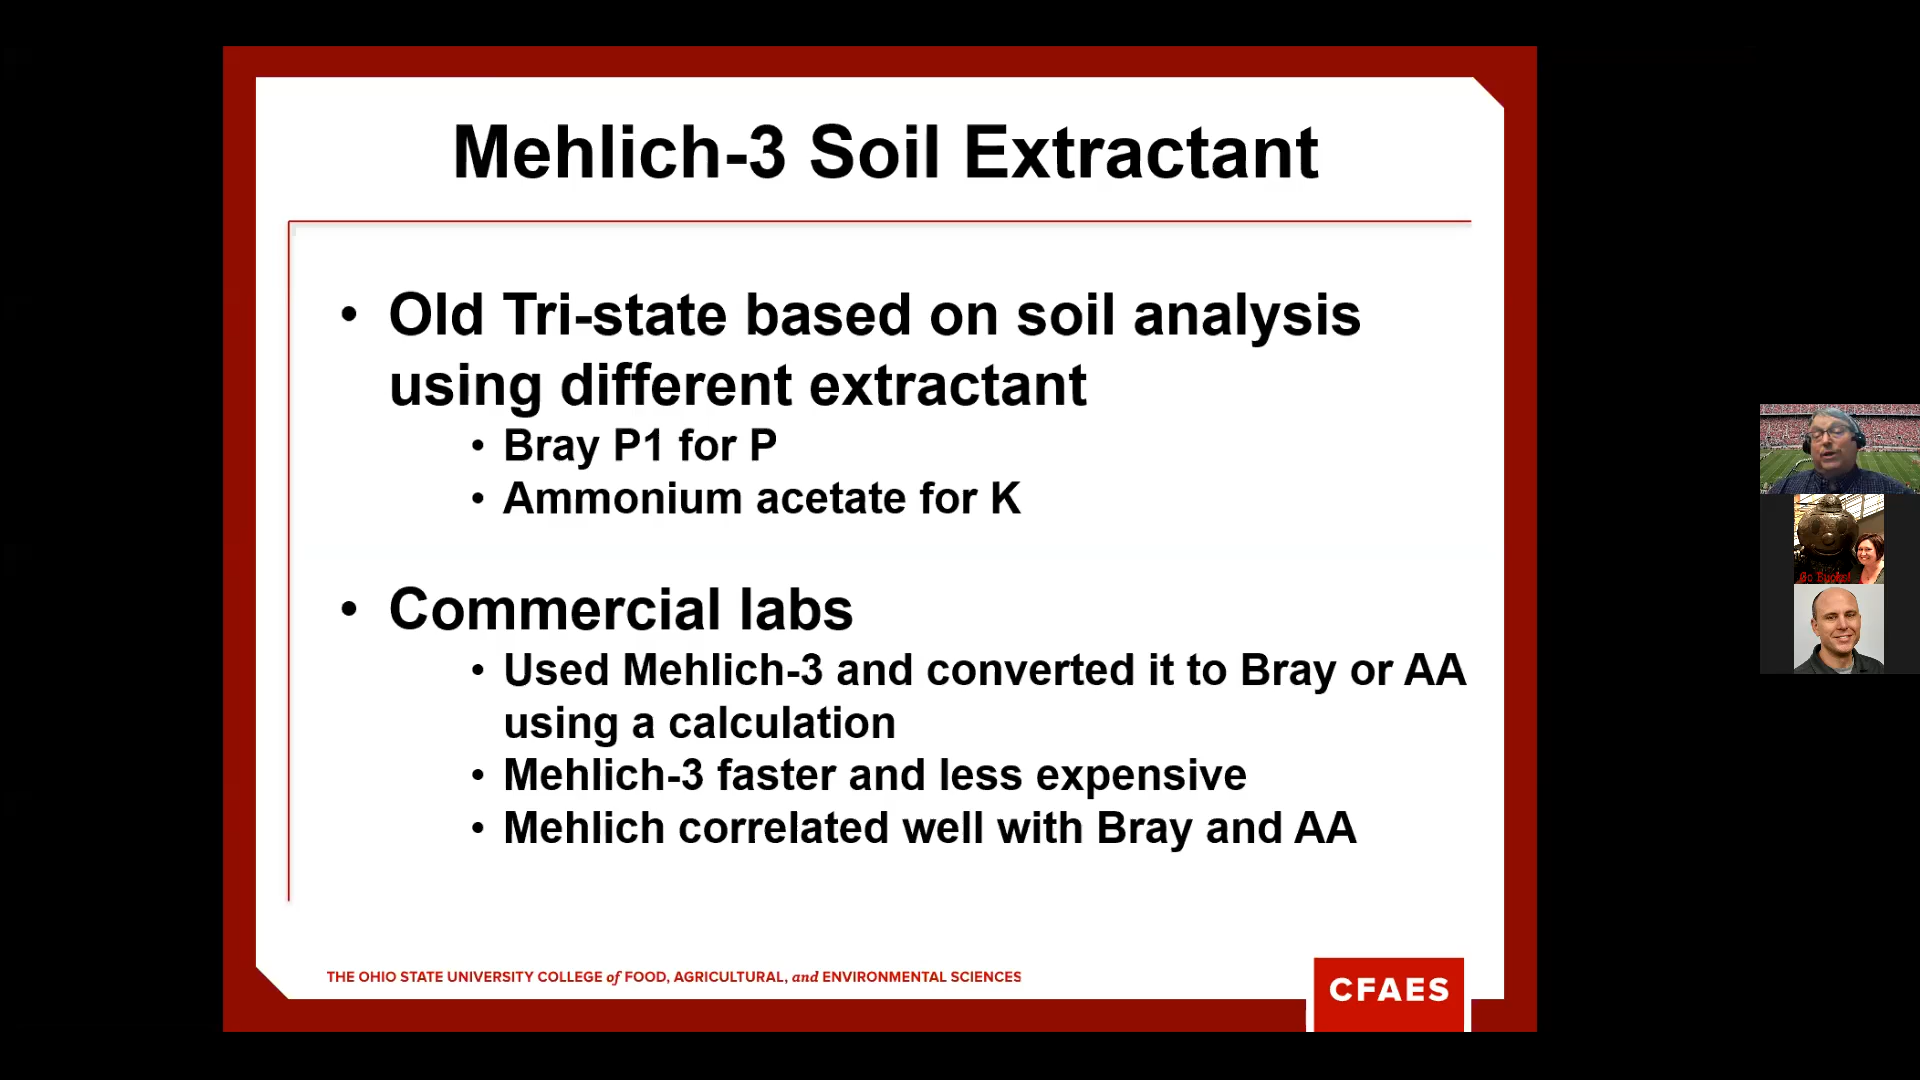 Mehlich-3 Soil Extractant
• Old Tri-state based on soil analysis
using different extractant
• Bray P1 for P
• Ammonium acetate for K
• Commercial labs
• Used Mehlich-3 and converted it to Bray or AA
using a calculation
• Mehlich-3 faster and less expensive
• Mehlich correlated well with Bray and AA
THE OHIO STATE UNIVERSITY COLLEGE of FOOD, AGRICULTURAL, and ENVIRONMENTAL SCIENCES
CFAES
Go Bucks!